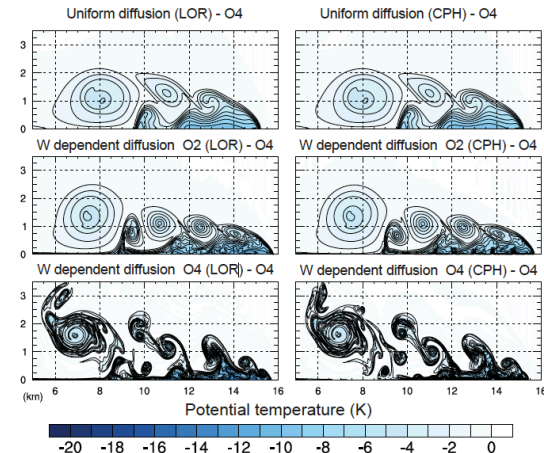 Uniform diffusion (LOR) - O4
Uniform diffusion (CPH) - O4
3
2
1
0
3
2
1
0
W dependent diffusion O2 (LOR) - O4
W dependent diffusion O2 (CPH) - O4
3
2
1
0
3
2
1
0
W dependent diffusion O4 (LOR) - O4
W dependent diffusion O4 (CPH) - O4
3
2
1
0
3
2
1
0
(km) 6 8 10 12 14 16
6 8 10 12 14 16
Potential temperature (K)
-20 -18 -16 -14 -12 -10 -8 -6 -4 -2 0